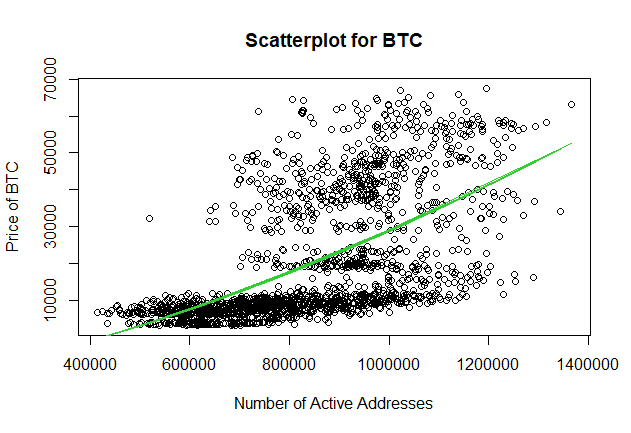 Scatterplot for BTC
Price of BTC
70000
50000
30000
10000
400000 600000 800000 1000000 1200000 1400000
Number of Active Addresses